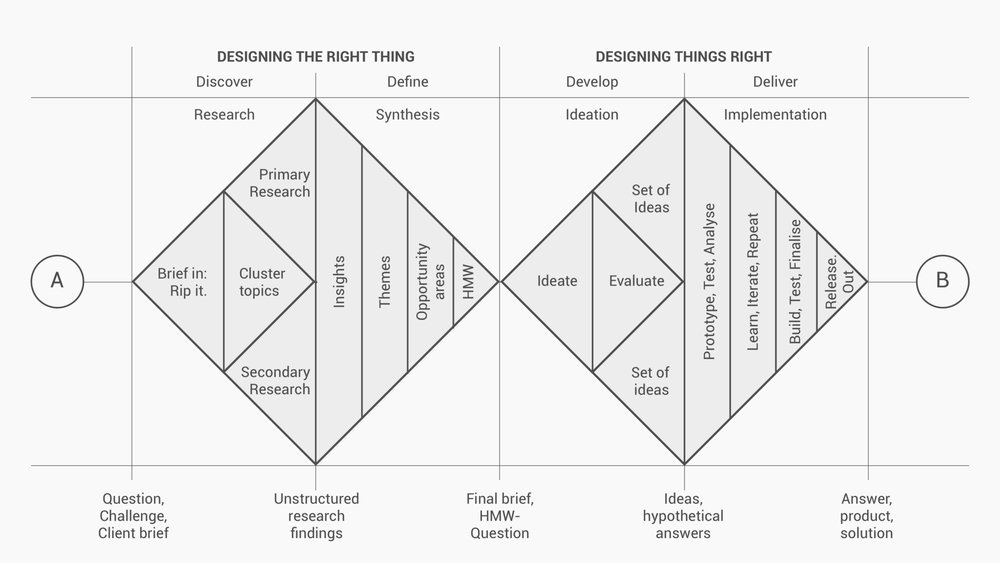 DESIGNING THE RIGHT THING
DESIGNING THINGS RIGHT
Discover
Define
Develop
Deliver
Research
Synthesis
Ideation
Implementation
A
Brief in:
Rip it.
Primary
Research
Cluster
topics
Secondary
Research
Insights
Themes
Opportunity
areas
HMW
Ideate
Set of
Ideas
Evaluate
Set of
ideas
Prototype, Test, Analyse
Learn, Iterate, Repeat
Build, Test, Finalise
Release.
Out
B
Question,
Challenge,
Client brief
Unstructured
research
findings
Final brief,
HMW-
Question
Ideas,
hypothetical
answers
Answer,
product,
solution